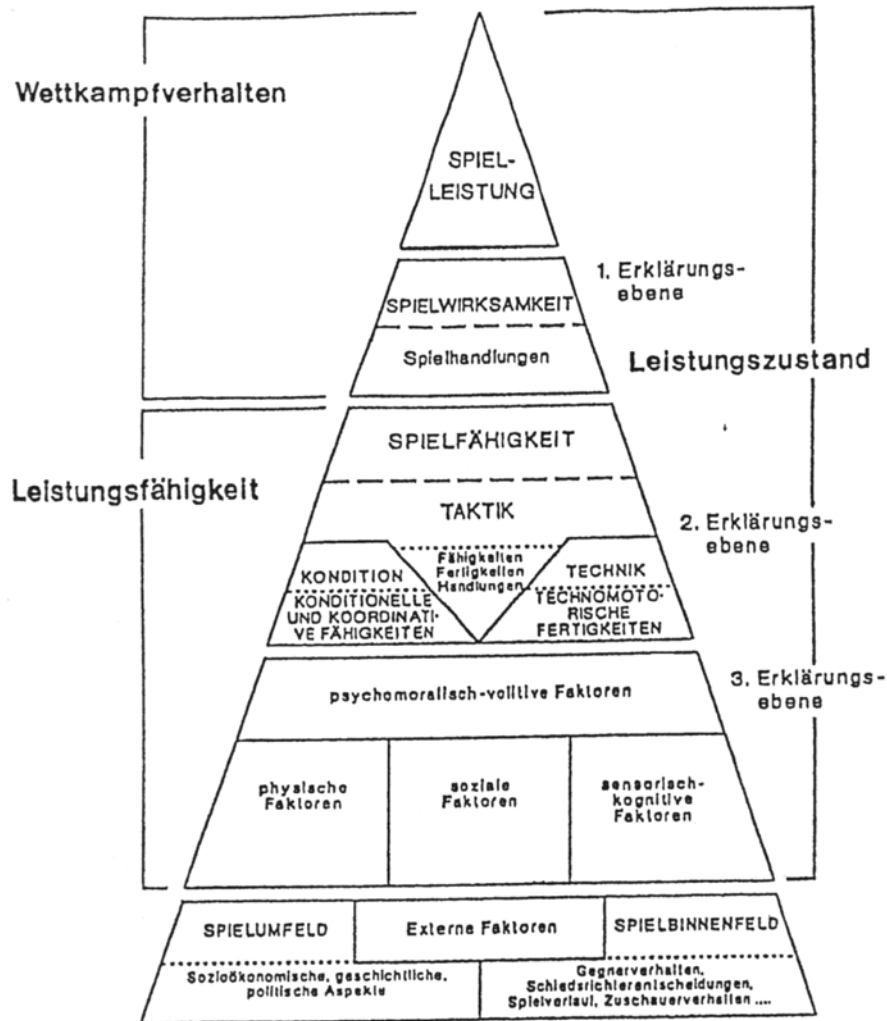 Wettkampfverhalten
SPIEL-
LEISTUNG
1. Erklärungs-
ebene
SPIELWIRKSAMKEIT
Spielhandlungen
Leistungszustand
SPIELFÄHIGKEIT
Leistungsfähigkeit
TAKTIK
2. Erklärungs-
ebene
Fähigkeiten
Fertigkeiten
Handlungen
KONDITION
TECHNIK
KONDITIONELLE
UND KOORDINATI-
VE FÄHIGKEITEN
TECHNOMOTO-
RISCHE
FERTIGKEITEN
3. Erklärungs-
ebene
psychomoralisch-volitive Faktoren
physische
Faktoren
soziale
Faktoren
sensorisch-
kognitive
Faktoren
SPIELUMFELD
Externe Faktoren
SPIELBINNENFELD
Sozioökonomische, geschichtliche,
politische Aspekte
Gegnerverhalten,
Schiedsrichterentscheidungen,
Spielverlauf, Zuschauerverhalten ....